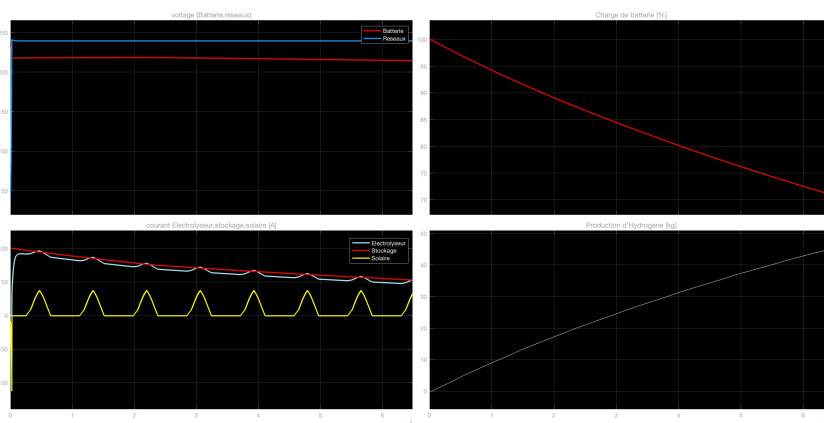 voltage (Batterie,reseaux)
Batterie
Reseaux
Charge de batterie [%]
100
95
90
85
80
75
70
courant Electrolyseur,stockage,solaire [A]
Electrolyseur
Stockage
Solaire
0
0 1 2 3 4 5 6
Production d'Hydrogene [kg]
50
40
30
20
10
0
0 1 2 3 4 5 6